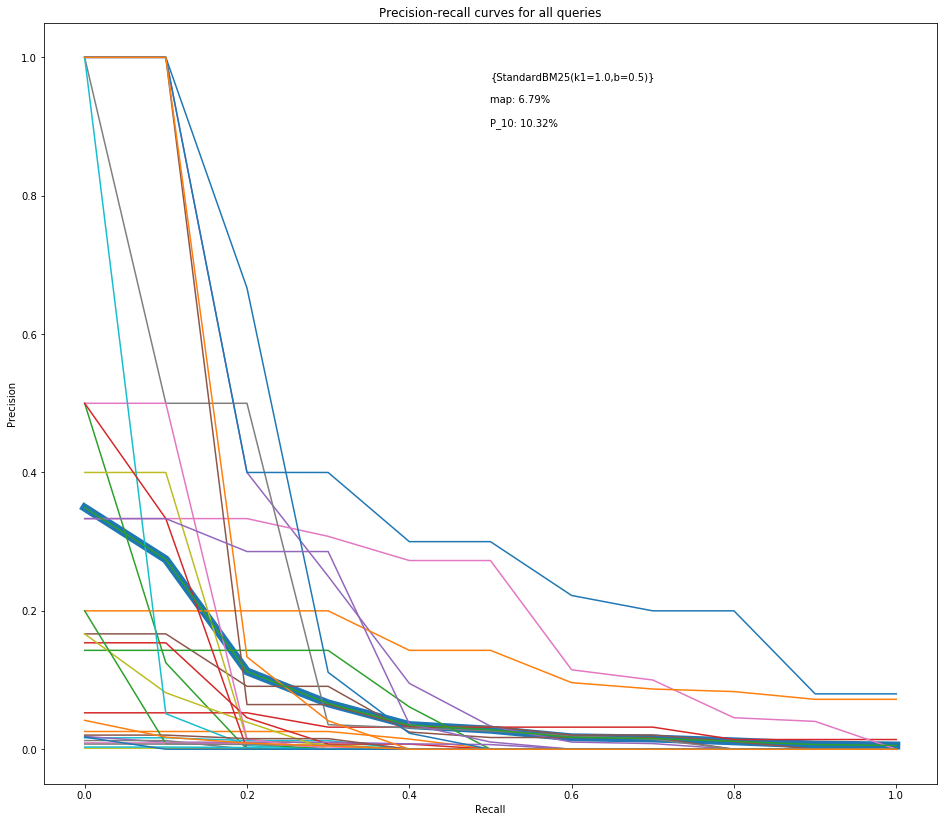 Precision-recall curves for all queries
1.0
{StandardBM25(k1=1.0,b=0.5)}
map: 6.79%
P_10: 10.32%
0.8
0.6
Precision
0.4
0.2
0.0
0.0 0.2 0.4 0.6 0.8 1.0
Recall